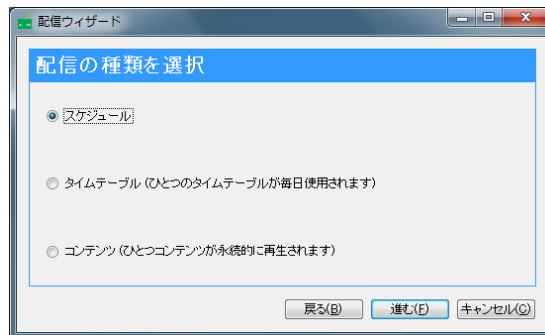 配信ウィザード
配信の種類を選択
スケジュール
タイムテーブル (ひとつのタイムテーブルが毎日使用されます)
コンテンツ (ひとつコンテンツが永続的に再生されます)
戻る(B) 進む(F) キャンセル(C)